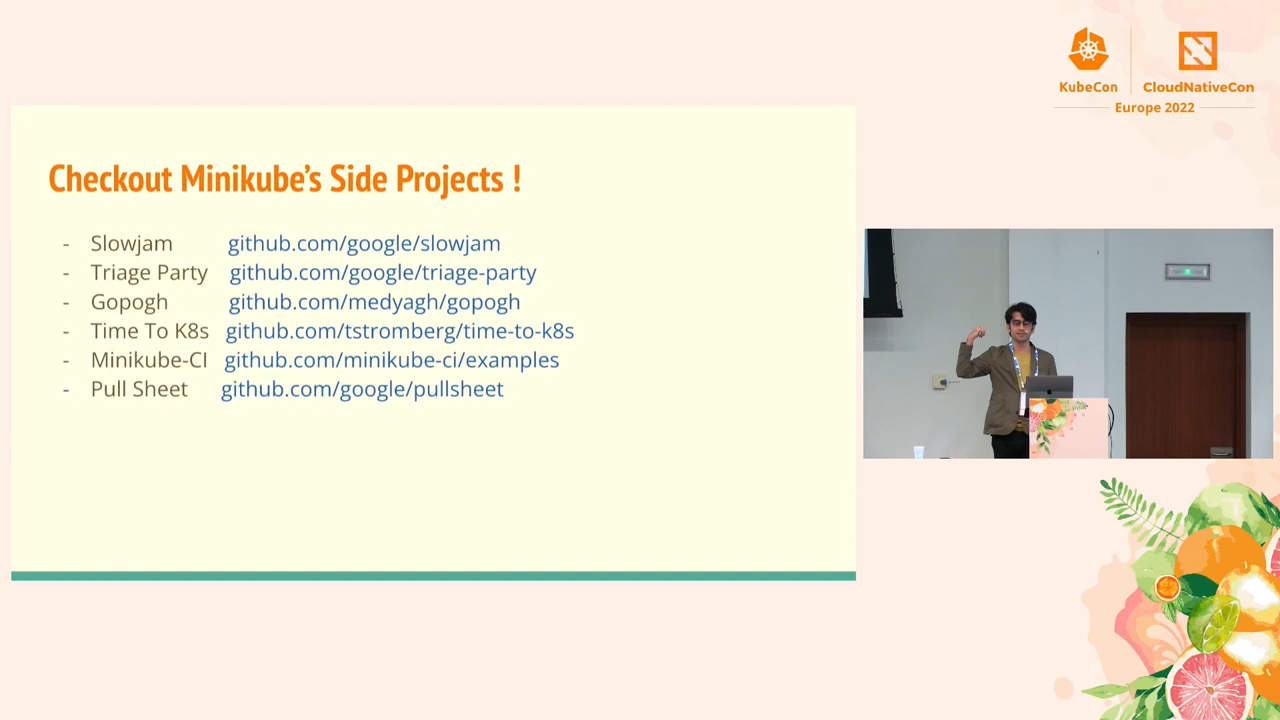 KubeCon
CloudNativeCon
Europe 2022
Checkout Minikube's Side Projects !
- Slowjam github.com/google/slowjam
- Triage Party github.com/google/triage-party
- Gopogh github.com/medyagh/gopogh
- Time To K8s github.com/tstromberg/time-to-k8s
- Minikube-CI github.com/minikube-ci/examples
- Pull Sheet github.com/google/pullsheet